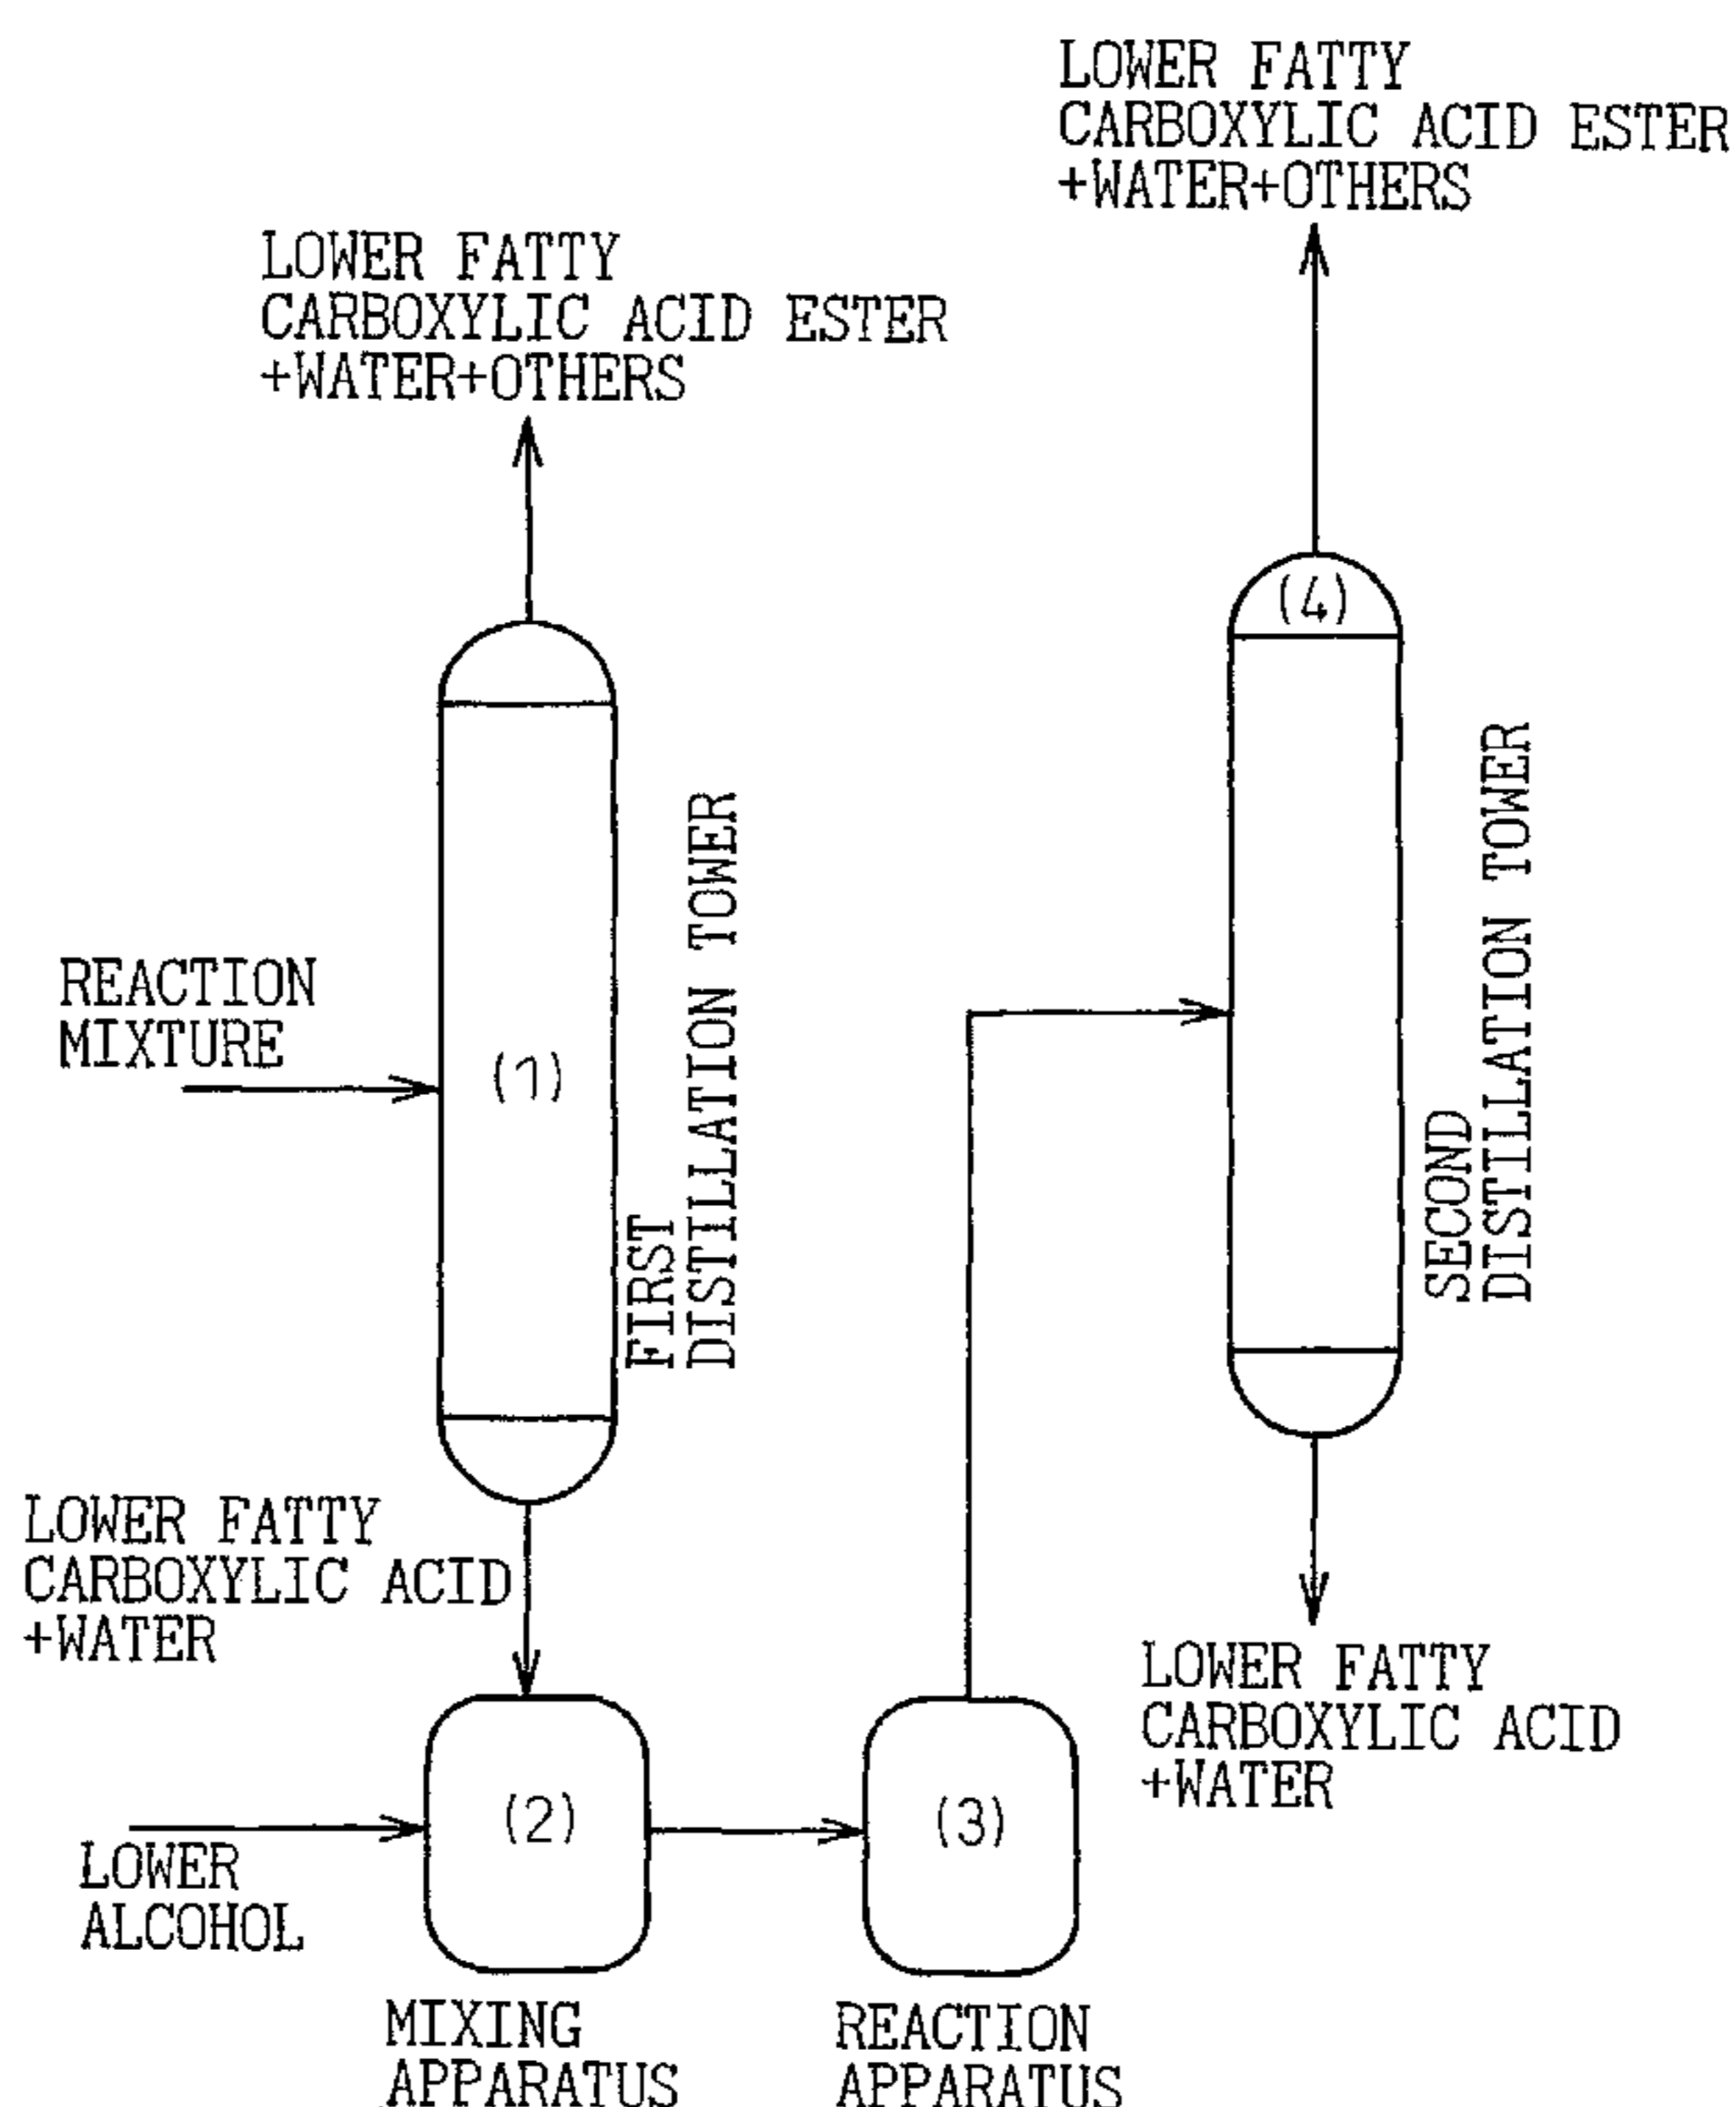 LOWER FATTY
CARBOXYLIC ACID ESTER
+WATER+OTHERS
LOWER FATTY
CARBOXYLIC ACID ESTER
+WATER+OTHERS
(4)
REACTION
MIXTURE
(1)
FIRST
DISTILLATION TOWER
SECOND
DISTILLATION TOWER
LOWER FATTY
CARBOXYLIC ACID
+WATER
LOWER FATTY
CARBOXYLIC ACID
+WATER
LOWER
ALCOHOL
(2)
(3)
MIXING
APPARATUS
REACTION
APPARATUS